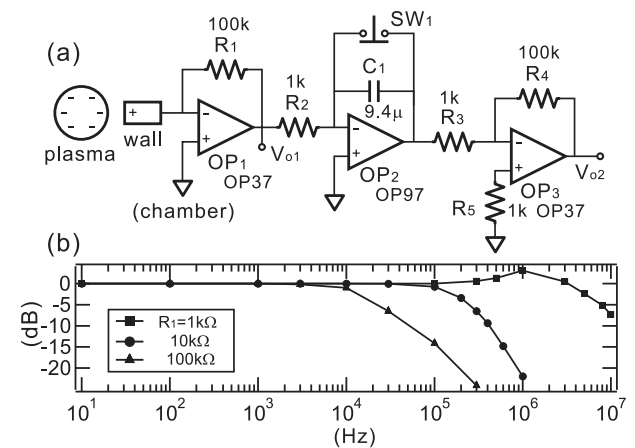 (a)
100k
R1
SW1
C1
9.4μ
1k
R2
1k
R3
100k
R4
+
wall
plasma
-
+
-
+
-
+
OP1
OP37
Vo1
OP2
OP97
OP3
OP37
Vo2
R5
1k
(chamber)
(b)
0
-5
-10
-15
-20
(dB)
R1=1kΩ
10kΩ
100kΩ
10^1 10^2 10^3 10^4 10^5 10^6 10^7
(Hz)